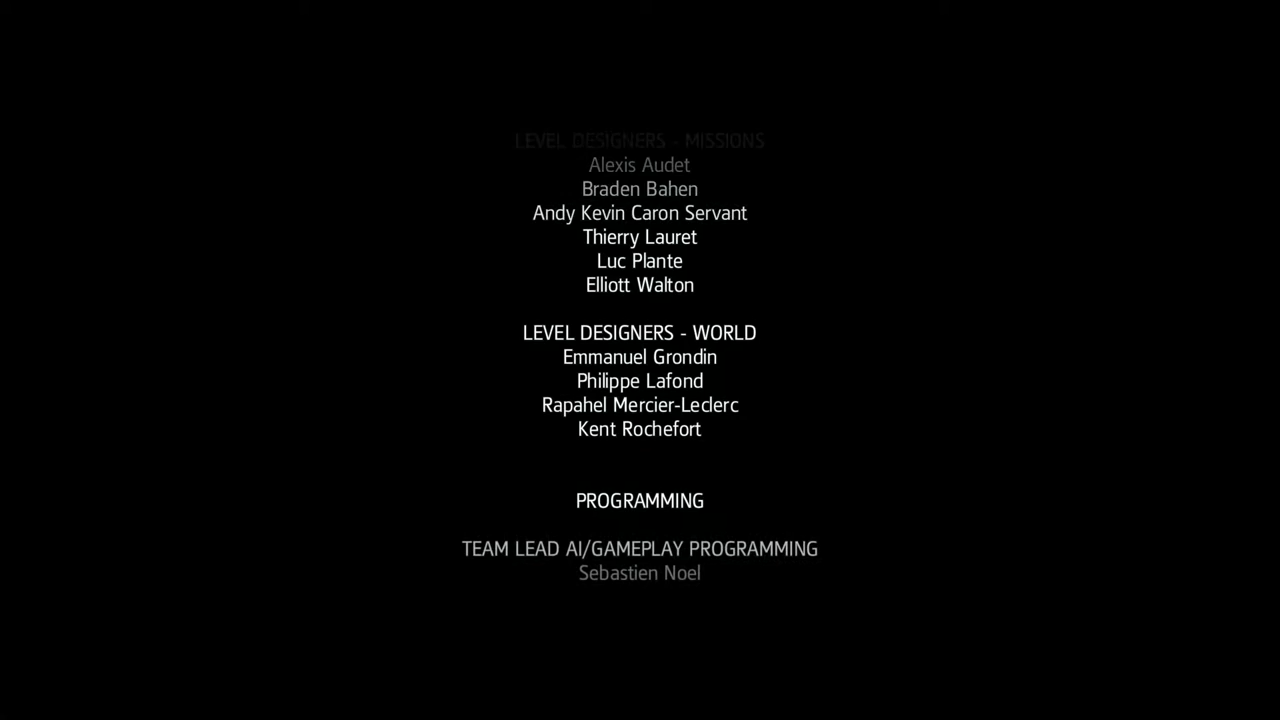 LEVEL DESIGNERS - MISSIONS
Alexis Audet
Braden Bahen
Andy Kevin Caron Servant
Thierry Lauret
Luc Plante
Elliott Walton
LEVEL DESIGNERS - WORLD
Emmanuel Grondin
Philippe Lafond
Rapahel Mercier-Leclerc
Kent Rochefort
PROGRAMMING
TEAM LEAD AI/GAMEPLAY PROGRAMMING
Sebastien Noel